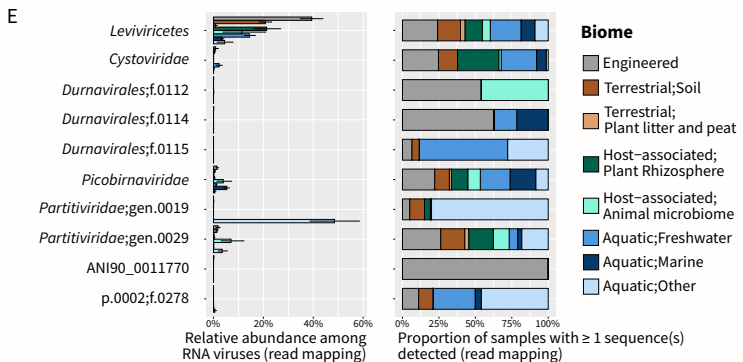 E
Leviviricetes
Cystoviridae
Durnavirales;f.0112
Durnavirales;f.0114
Durnavirales;f.0115
Picobirnaviridae
Partitiviridae;gen.0019
Partitiviridae;gen.0029
ANI90_0011770
p.0002;f.0278
0% 20% 40% 60%
Relative abundance among
RNA viruses (read mapping)
0% 25% 50% 75% 100%
Proportion of samples with ≥ 1 sequence(s)
detected (read mapping)
Biome
Engineered
Terrestrial;Soil
Terrestrial;
Plant litter and peat
Host-associated;
Plant Rhizosphere
Host-associated;
Animal microbiome
Aquatic;Freshwater
Aquatic;Marine
Aquatic;Other